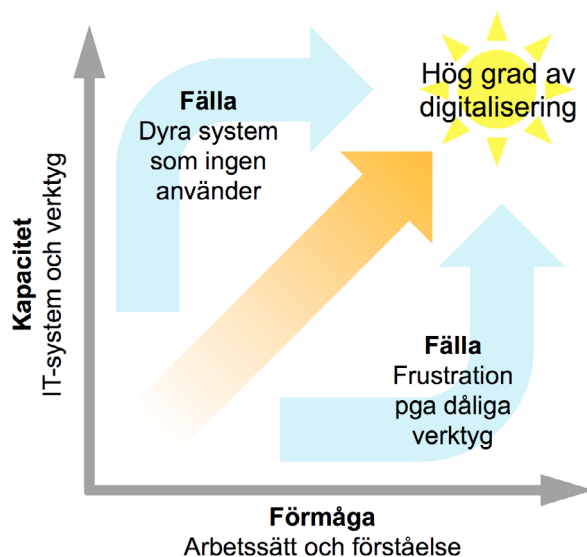 Fälla
Dyra system
som ingen
använder
Hög grad av
digitalisering
Kapacitet
IT-system och verktyg
Fälla
Frustration
pga dåliga
verktyg
Förmåga
Arbetssätt och förståelse